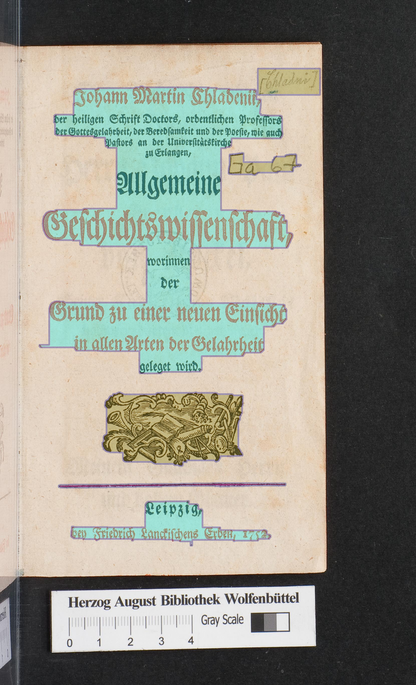 [Chladni]
Johann Martin Chladenii,
der heiligen Schrift Doctors, ordentlichen Professors
der Gottesgelahrheit, der Beredsamkeit und der Poesie, wie auch
Pastors an der Universitätskirche
zu Erlangen,
Ga 67
Allgemeine
Geschichtswissenschaft,
worinnen
der
Grund zu einer neuen Einsicht
in allen Arten der Gelahrheit
geleget wird.
Leipzig,
bey Friedrich Lanckischens Erben, 1752.
Herzog August Bibliothek Wolfenbüttel
Gray Scale
0 1 2 3 4